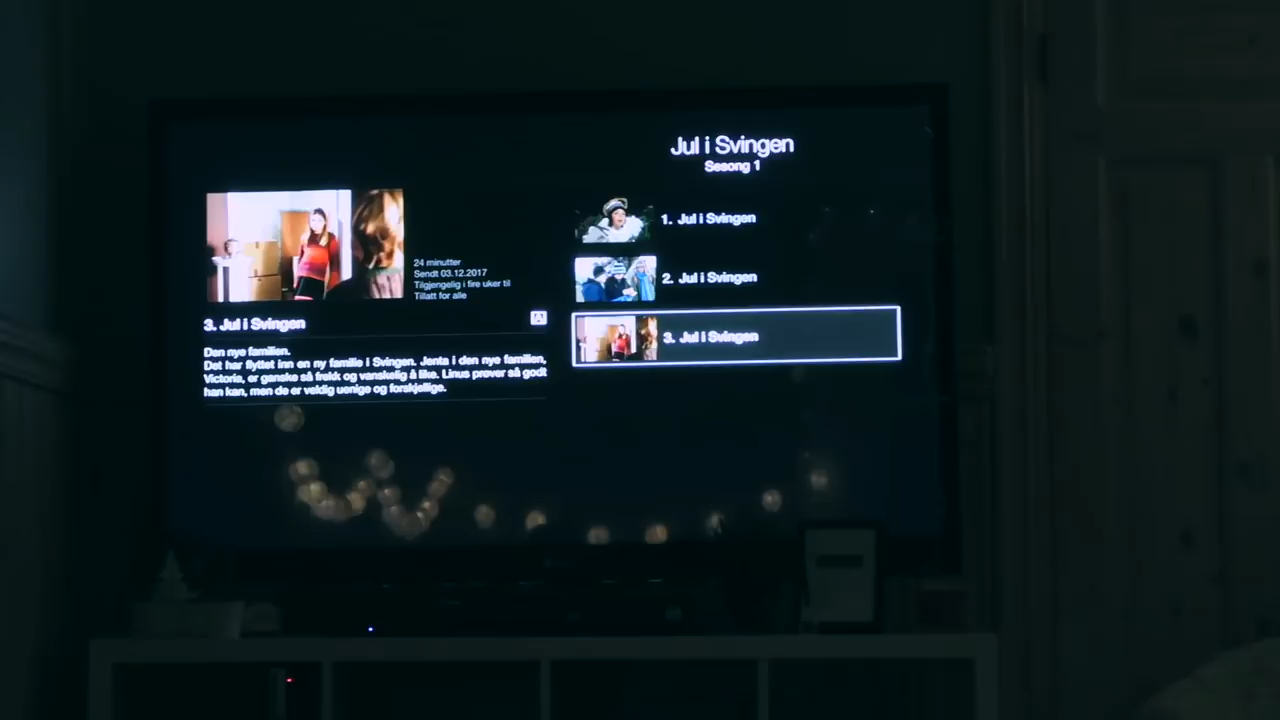 Jul i Svingen
Sesong 1
24 minutter
Sendt 03.12.2017
Tilgjengelig i fire uker til
Tillatt for alle
3. Jul i Svingen
Den nye familien.
Det har flyttet inn en ny familie i Svingen. Jenta i den nye familien,
Victoria, er ganske så frekk og vanskelig å like. Linus prøver så godt
han kan, men de er veldig uenige og forskjellige.
1. Jul i Svingen
2. Jul i Svingen
3. Jul i Svingen